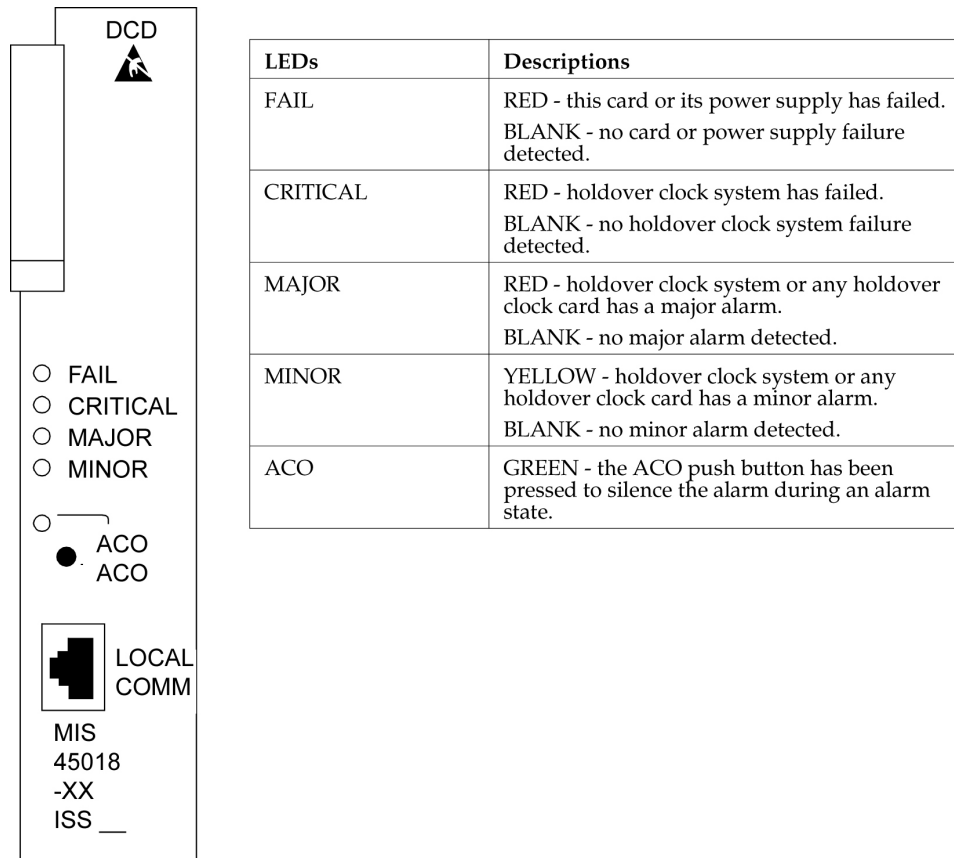 DCD
FAIL
CRITICAL
MAJOR
MINOR
ACO
ACO
LOCAL
COMM
MIS
45018
-XX
ISS __
LEDs Descriptions
FAIL RED - this card or its power supply has failed.
BLANK - no card or power supply failure
detected.
CRITICAL RED - holdover clock system has failed.
BLANK - no holdover clock system failure
detected.
MAJOR RED - holdover clock system or any holdover
clock card has a major alarm.
BLANK - no major alarm detected.
MINOR YELLOW - holdover clock system or any
holdover clock card has a minor alarm.
BLANK - no minor alarm detected.
ACO GREEN - the ACO push button has been
pressed to silence the alarm during an alarm
state.